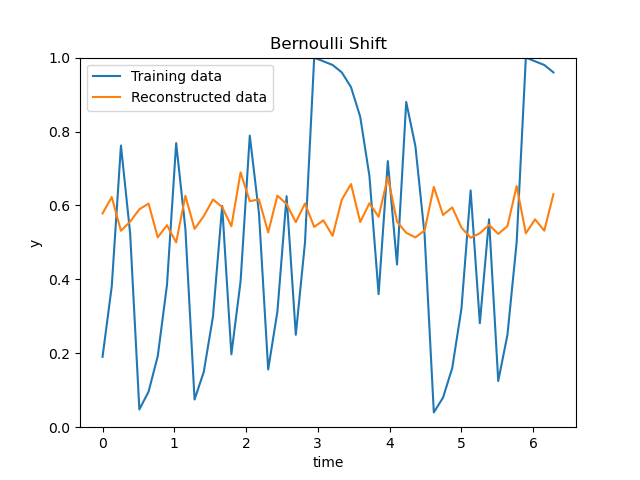 Bernoulli Shift
Training data
Reconstructed data
1.0
0.8
0.6
0.4
0.2
0.0
y
0 1 2 3 4 5 6
time